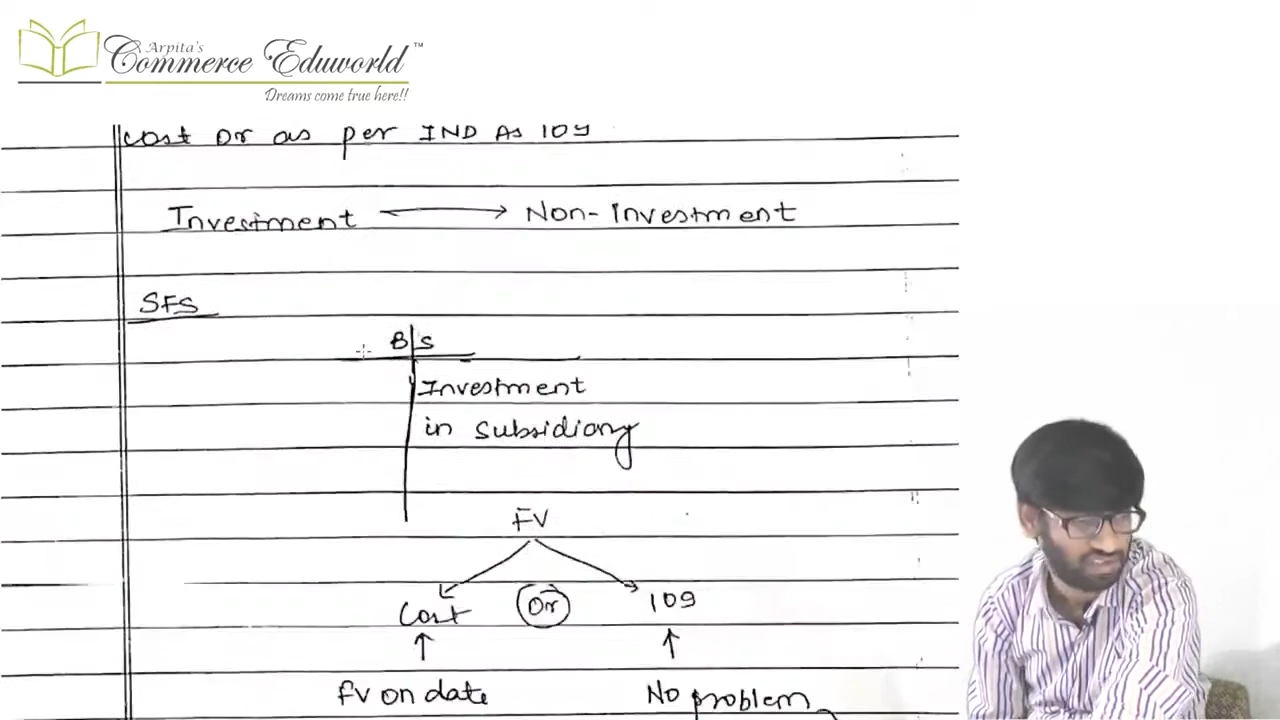 Arpita's
Commerce Eduworld™
Dreams come true here!!
cost or as per IND AS 109
Investment ⟷ Non-Investment
SFS
B|S
Investment
in subsidiary
FV
Cost or 109
↑ ↑
FV on date No problem